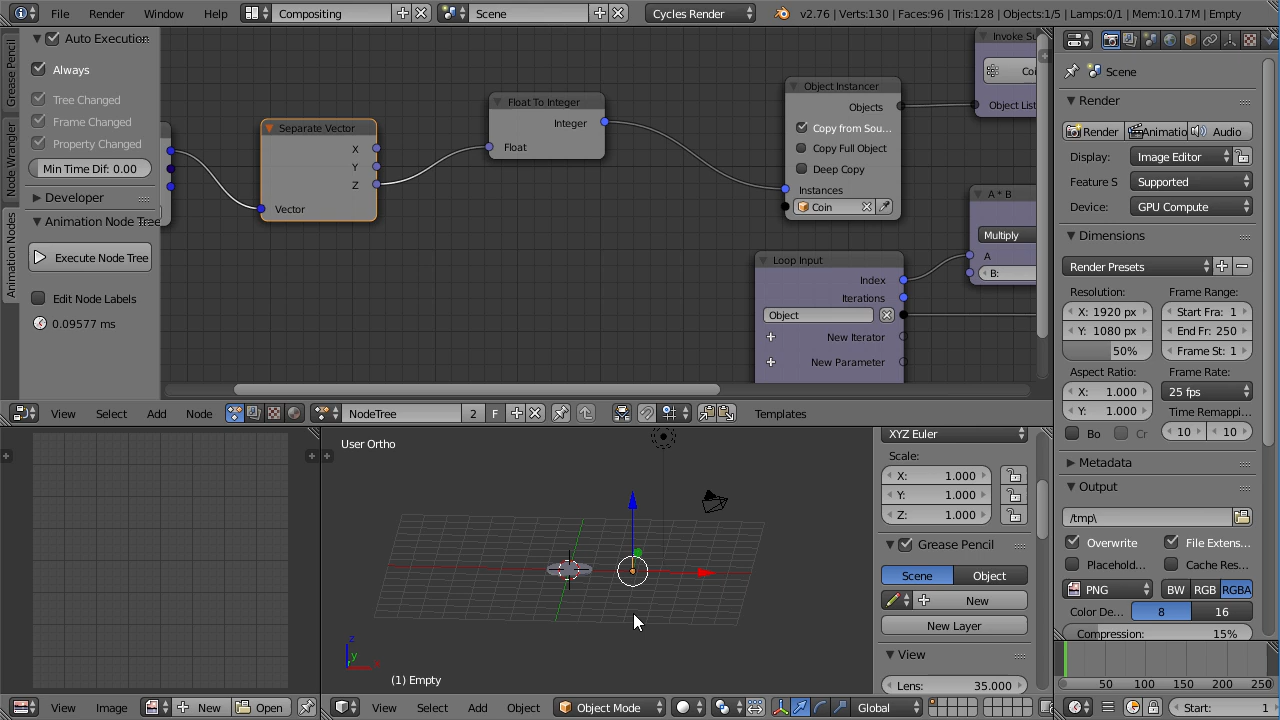 File Render Window Help Compositing Scene Cycles Render v2.76 | Verts:130 | Faces:96 | Tris:128 | Objects:1/5 | Lamps:0/1 | Mem:10.17M | Empty
Grease Pencil
Node Wrangler
Animation Nodes
Auto Execution
Always
Tree Changed
Frame Changed
Property Changed
Min Time Dif: 0.00
Developer
Animation Node Tree
Execute Node Tree
Edit Node Labels
0.09577 ms
Separate Vector
X
Y
Z
Vector
Float To Integer
Integer
Float
Object Instancer
Objects
Copy from Sou...
Copy Full Object
Deep Copy
Instances
Coin
Loop Input
Index
Iterations
Object
New Iterator
New Parameter
Invoke Su
Coi
Object List
A * B
Multiply
A
B:
View Select Add Node NodeTree 2 F Templates
User Ortho
z
y
x
(1) Empty
XYZ Euler
Scale:
X: 1.000
Y: 1.000
Z: 1.000
Grease Pencil
Scene Object
New
New Layer
View
Lens: 35.000
View Image New Open
View Select Add Object Object Mode Global
Scene
Render
Render Animatio Audio
Display: Image Editor
Feature S Supported
Device: GPU Compute
Dimensions
Render Presets
Resolution: Frame Range:
X: 1920 px Start Fra: 1
Y: 1080 px End Fr: 250
50% Frame St: 1
Aspect Ratio: Frame Rate:
X: 1.000 25 fps
Y: 1.000 Time Remappi...
Bo Cr 10 10
Metadata
Output
/tmp\
Overwrite File Extens...
Placehold.. Cache Res...
PNG BW RGB RGBA
Color De... 8 16
Compression: 15%
50 100 150 200 250
Start: 1